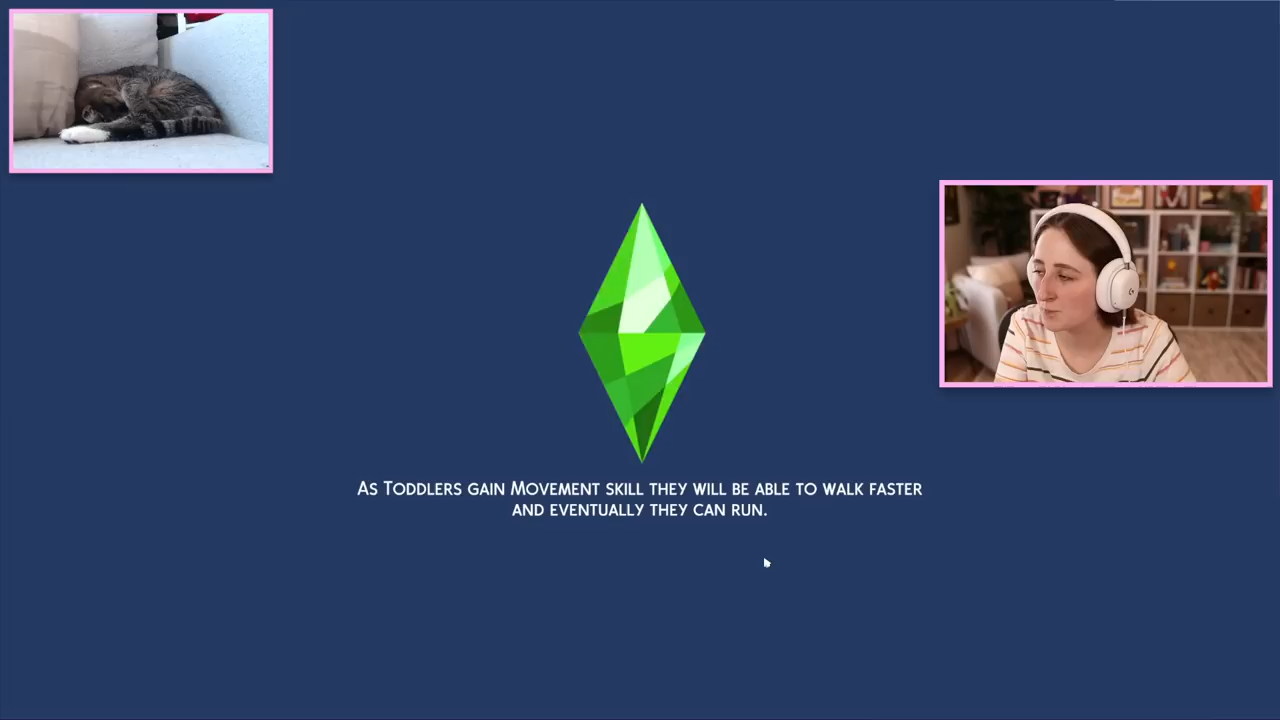 As Toddlers gain Movement skill they will be able to walk faster
and eventually they can run.